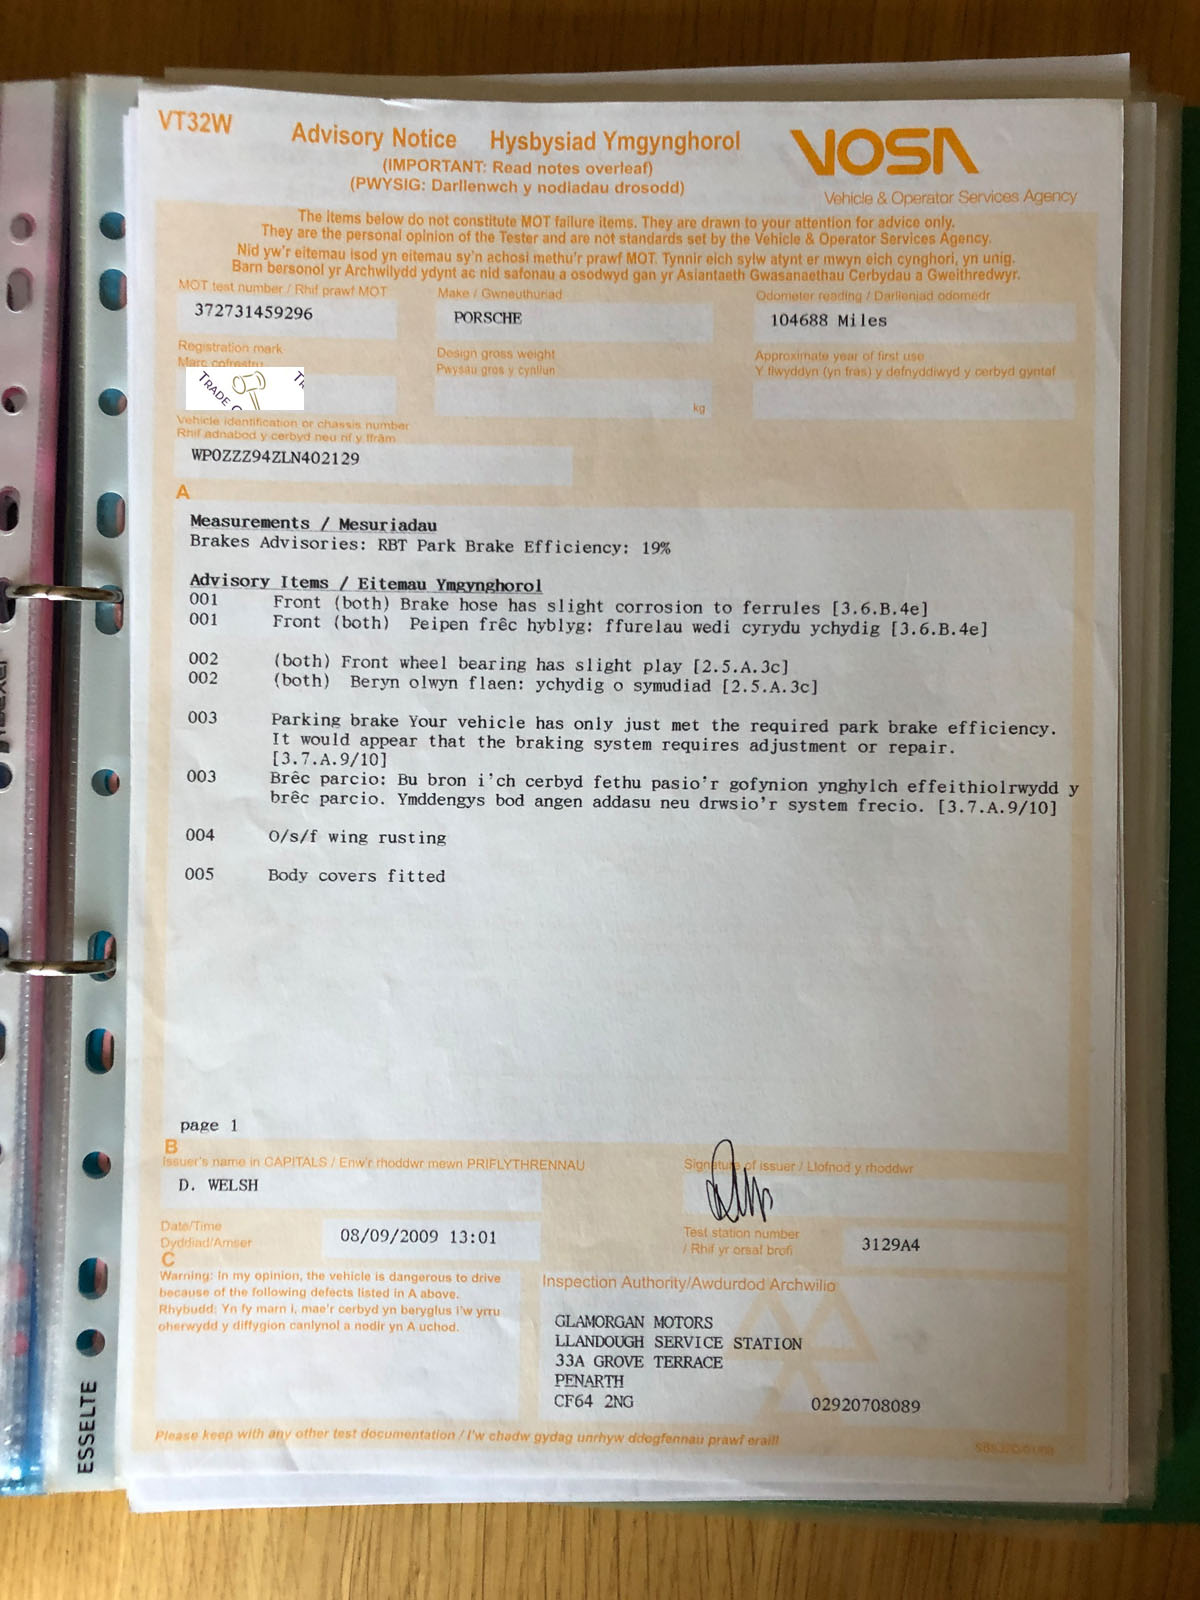 VT32W
Advisory Notice Hysbysiad Ymgynghorol
(IMPORTANT: Read notes overleaf)
(PWYSIG: Darllenwch y nodiadau drosodd)
VOSA
Vehicle & Operator Services Agency
The items below do not constitute MOT failure items. They are drawn to your attention for advice only.
They are the personal opinion of the Tester and are not standards set by the Vehicle & Operator Services Agency.
Nid yw'r eitemau isod yn eitemau sy'n achosi methu'r prawf MOT. Tynnir eich sylw atynt er mwyn eich cynghori, yn unig.
Barn bersonol yr Archwilydd ydynt ac nid safonau a osodwyd gan yr Asiantaeth Gwasanaethau Cerbydau a Gweithredwyr.
MOT test number / Rhif prawf MOT
372731459296
Make / Gwneuthuriad
PORSCHE
Odometer reading / Darlleniad odomedr
104688 Miles
Registration mark
Marc cofrestru
TRADE
Design gross weight
Pwysau gros y cynllun
kg
Approximate year of first use
Y flwyddyn (yn fras) y defnyddiwyd y cerbyd gyntaf
Vehicle identification or chassis number
Rhif adnabod y cerbyd neu rif y ffrâm
WP0ZZZ94ZLN402129
A
Measurements / Mesuriadau
Brakes Advisories: RBT Park Brake Efficiency: 19%
Advisory Items / Eitemau Ymgynghorol
001 Front (both) Brake hose has slight corrosion to ferrules [3.6.B.4e]
001 Front (both) Peipen frêc hyblyg: ffurelau wedi cyrydu ychydig [3.6.B.4e]
002 (both) Front wheel bearing has slight play [2.5.A.3c]
002 (both) Beryn olwyn flaen: ychydig o symudiad [2.5.A.3c]
003 Parking brake Your vehicle has only just met the required park brake efficiency.
It would appear that the braking system requires adjustment or repair.
[3.7.A.9/10]
003 Brêc parcio: Bu bron i'ch cerbyd fethu pasio'r gofynion ynghylch effeithiolrwydd y
brêc parcio. Ymddengys bod angen addasu neu drwsio'r system frecio. [3.7.A.9/10]
004 O/s/f wing rusting
005 Body covers fitted
page 1
B
Issuer's name in CAPITALS / Enw'r rhoddwr mewn PRIFLYTHRENNAU
D. WELSH
Signature of issuer / Llofnod y rhoddwr
Date/Time
Dyddiad/Amser
08/09/2009 13:01
Test station number
/ Rhif yr orsaf brofi
3129A4
C
Warning: In my opinion, the vehicle is dangerous to drive
because of the following defects listed in A above.
Rhybudd: Yn fy marn i, mae'r cerbyd yn beryglus i'w yrru
oherwydd y diffygion canlynol a nodir yn A uchod.
Inspection Authority/Awdurdod Archwilio
GLAMORGAN MOTORS
LLANDOUGH SERVICE STATION
33A GROVE TERRACE
PENARTH
CF64 2NG
02920708089
Please keep with any other test documentation / I'w chadw gydag unrhyw ddogfennau prawf eraill
ESSELTE